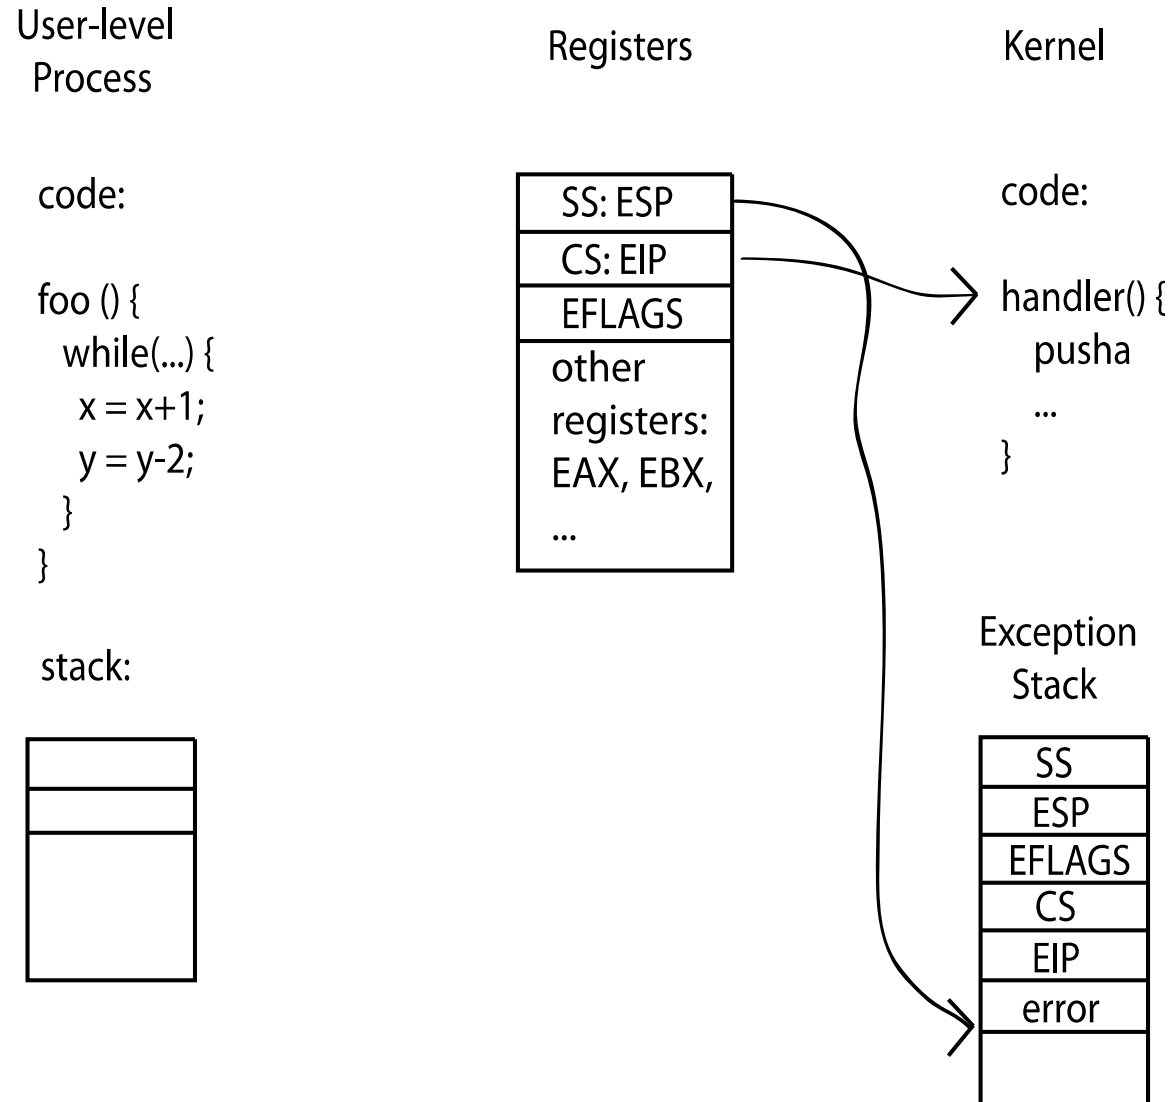 User-level
Process
Registers
Kernel
code:
foo () {
while(...) {
x = x+1;
y = y-2;
}
}
stack:
SS: ESP
CS: EIP
EFLAGS
other
registers:
EAX, EBX,
...
code:
handler() {
pusha
...
}
Exception
Stack
SS
ESP
EFLAGS
CS
EIP
error